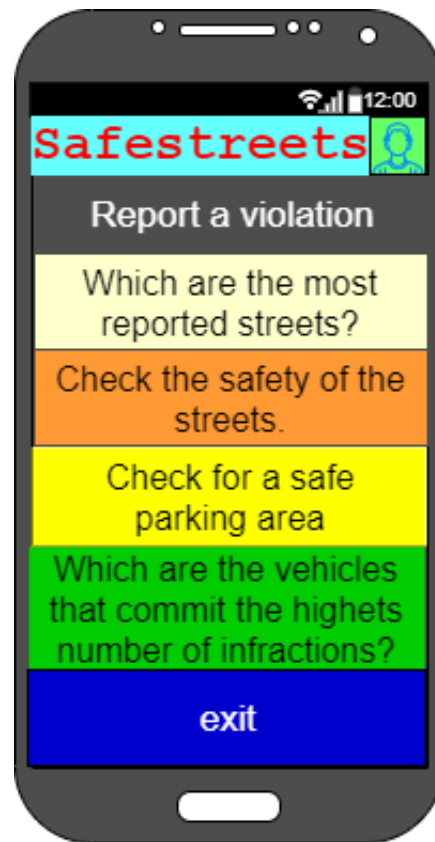 12:00
Safestreets
Report a violation
Which are the most
reported streets?
Check the safety of the
streets.
Check for a safe
parking area
Which are the vehicles
that commit the highets
number of infractions?
exit